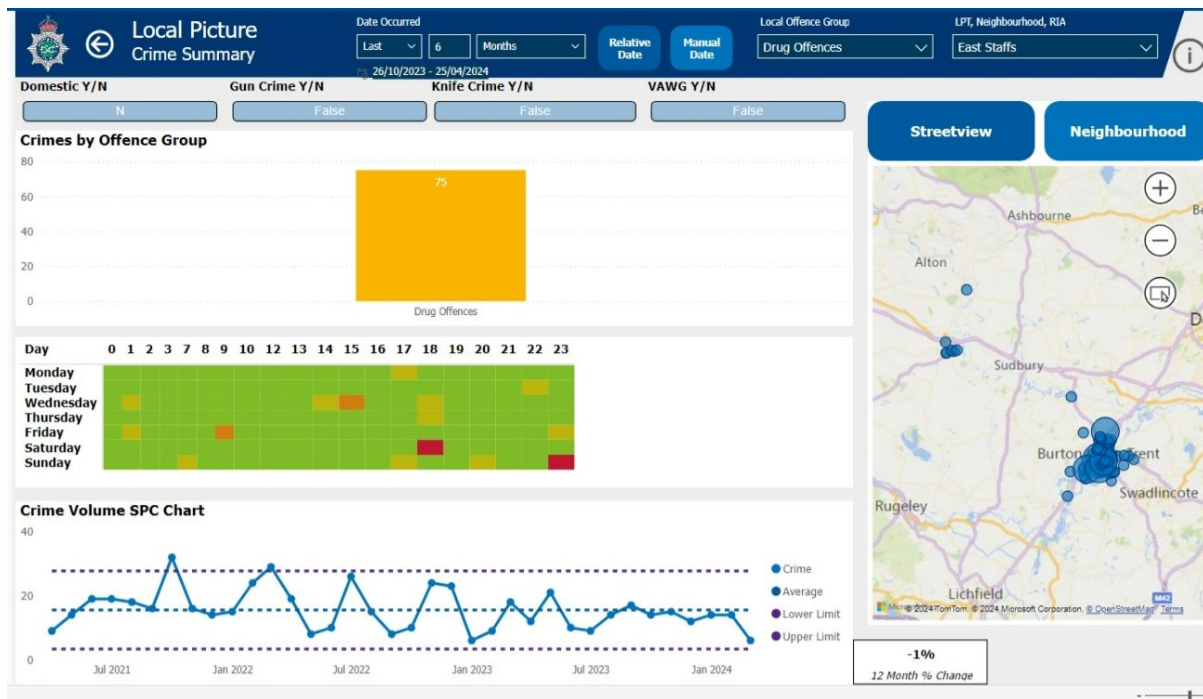 Local Picture
Crime Summary
Date Occurred
Last 6 Months
26/10/2023 - 25/04/2024
Relative
Date
Manual
Date
Local Offence Group
Drug Offences
LPT, Neighbourhood, RIA
East Staffs
i
Domestic Y/N Gun Crime Y/N Knife Crime Y/N VAWG Y/N
N False False False
Crimes by Offence Group
80
60
40
20
0
75
Drug Offences
Day 0 1 2 3 7 8 9 10 12 13 14 15 16 17 18 19 20 21 22 23
Monday
Tuesday
Wednesday
Thursday
Friday
Saturday
Sunday
Crime Volume SPC Chart
40
20
0
Jul 2021 Jan 2022 Jul 2022 Jan 2023 Jul 2023 Jan 2024
Crime
Average
Lower Limit
Upper Limit
Streetview Neighbourhood
Ashbourne
Alton
Sudbury
Burton Trent
Swadlincote
Rugeley
Lichfield
M42
© 2024 TomTom, © 2024 Microsoft Corporation, © OpenStreetMap Terms
-1%
12 Month % Change